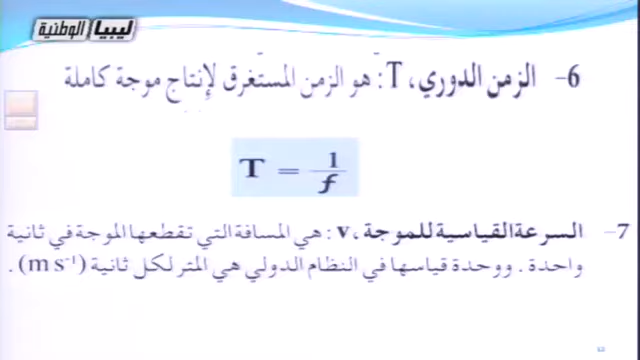 ليبيا الوطنية
6- الزمن الدوري، T: هو الزمن المستغرق لإنتاج موجة كاملة
T = 1/f
7- السرعة القياسية للموجة، v: هي المسافة التي تقطعها الموجة في ثانية
واحدة. ووحدة قياسها في النظام الدولي هي المتر لكل ثانية (m s⁻¹).